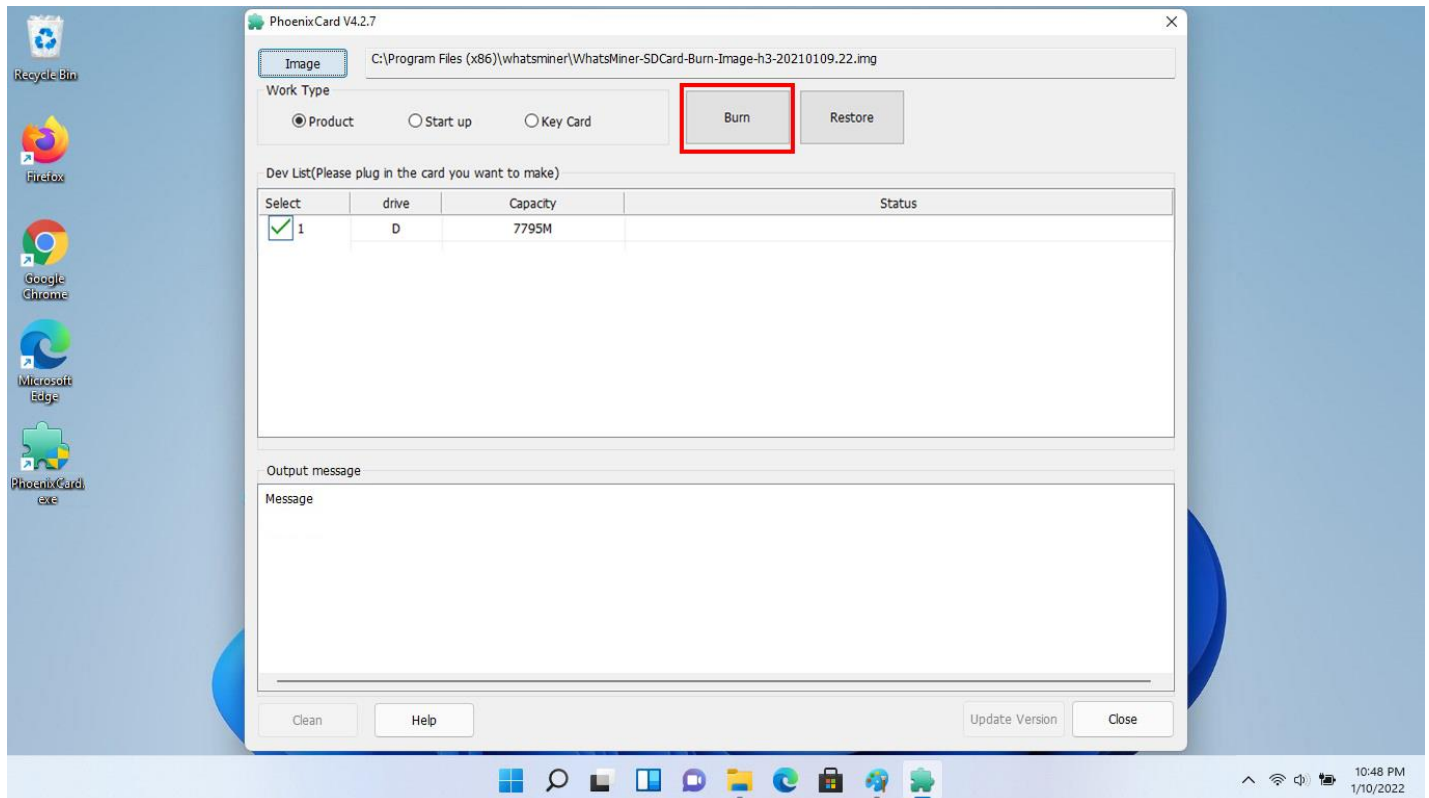 Recycle Bin
Firefox
Google
Chrome
Microsoft
Edge
PhoenixCard.
exe
PhoenixCard V4.2.7
Image
C:\Program Files (x86)\whatsminer\WhatsMiner-SDCard-Burn-Image-h3-20210109.22.img
Work Type
Product Start up Key Card
Burn Restore
Dev List(Please plug in the card you want to make)
Select drive Capacity Status
1 D 7795M
Output message
Message
Clean Help Update Version Close
10:48 PM
1/10/2022